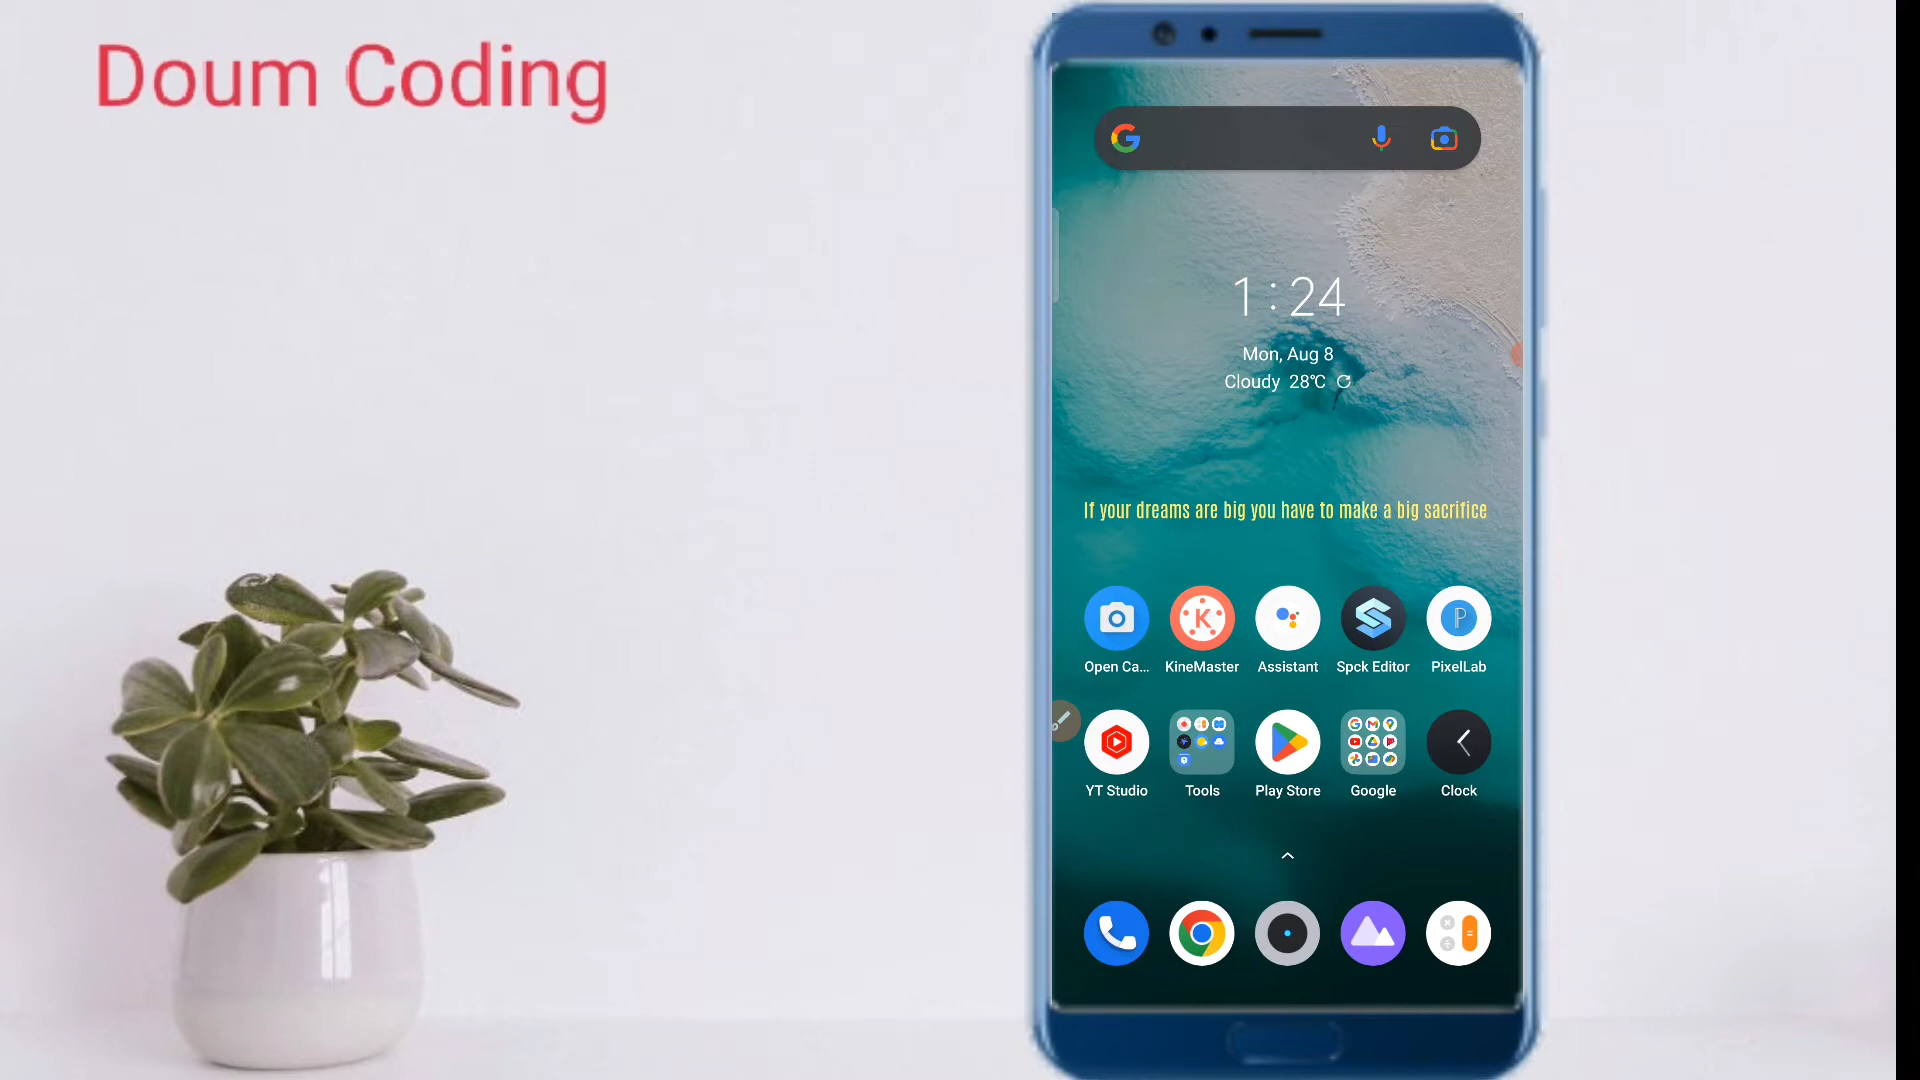 Doum Coding
1:24
Mon, Aug 8
Cloudy 28℃
If your dreams are big you have to make a big sacrifice
Open Ca... KineMaster Assistant Spck Editor PixelLab
YT Studio Tools Play Store Google Clock